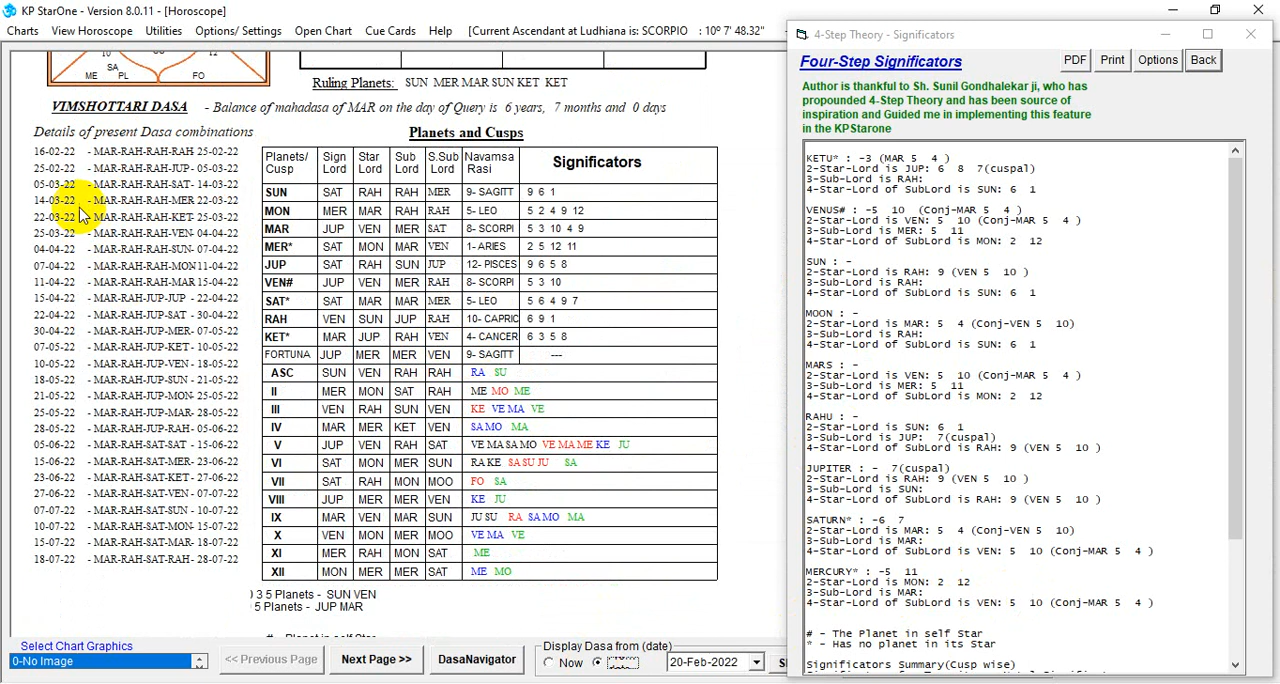 KP StarOne - Version 8.0.11 - [Horoscope]
Charts View Horoscope Utilities Options/ Settings Open Chart Cue Cards Help [Current Ascendant at Ludhiana is: SCORPIO : 10º 7' 48.32"
10 12
SA
ME PL FO
Ruling Planets: SUN MER MAR SUN KET KET
VIMSHOTTARI DASA - Balance of mahadasa of MAR on the day of Query is 6 years, 7 months and 0 days
Details of present Dasa combinations
16-02-22 - MAR-RAH-RAH-RAH 25-02-22
25-02-22 - MAR-RAH-RAH-JUP- 05-03-22
05-03-22 - MAR-RAH-RAH-SAT- 14-03-22
14-03-22 - MAR-RAH-RAH-MER 22-03-22
22-03-22 - MAR-RAH-RAH-KET- 25-03-22
25-03-22 - MAR-RAH-RAH-VEN- 04-04-22
04-04-22 - MAR-RAH-RAH-SUN- 07-04-22
07-04-22 - MAR-RAH-RAH-MON 11-04-22
11-04-22 - MAR-RAH-RAH-MAR 15-04-22
15-04-22 - MAR-RAH-JUP-JUP - 22-04-22
22-04-22 - MAR-RAH-JUP-SAT - 30-04-22
30-04-22 - MAR-RAH-JUP-MER- 07-05-22
07-05-22 - MAR-RAH-JUP-KET - 10-05-22
10-05-22 - MAR-RAH-JUP-VEN - 18-05-22
18-05-22 - MAR-RAH-JUP-SUN - 21-05-22
21-05-22 - MAR-RAH-JUP-MON- 25-05-22
25-05-22 - MAR-RAH-JUP-MAR- 28-05-22
28-05-22 - MAR-RAH-JUP-RAH - 05-06-22
05-06-22 - MAR-RAH-SAT-SAT - 15-06-22
15-06-22 - MAR-RAH-SAT-MER- 23-06-22
23-06-22 - MAR-RAH-SAT-KET - 27-06-22
27-06-22 - MAR-RAH-SAT-VEN - 07-07-22
07-07-22 - MAR-RAH-SAT-SUN - 10-07-22
10-07-22 - MAR-RAH-SAT-MON - 15-07-22
15-07-22 - MAR-RAH-SAT-MAR- 18-07-22
18-07-22 - MAR-RAH-SAT-RAH - 28-07-22
Planets and Cusps
Planets/ Cusp Sign Lord Star Lord Sub Lord S.Sub Lord Navamsa Rasi Significators
SUN SAT RAH RAH MER 9- SAGITT 9 6 1
MON MER MAR SUN RAH 5- LEO 5 2 4 9 12
MAR JUP VEN MER SAT 8- SCORPI 5 3 10 4 9
MER* SAT MON MAR VEN 1- ARIES 2 5 12 11
JUP SAT RAH SUN JUP 12- PISCES 9 6 5 8
VEN# JUP VEN MER RAH 8- SCORPI 5 3 10
SAT* SAT MAR MAR MER 5- LEO 5 6 4 9 7
RAH VEN SUN JUP RAH 10- CAPRIC 6 9 1
KET* MAR JUP RAH VEN 4- CANCER 6 3 5 8
FORTUNA JUP MER MER VEN 9- SAGITT ---
ASC SUN VEN RAH RAH RA SU
II MER MON SAT RAH ME MO ME
III VEN RAH SUN VEN KE VE MA VE
IV MAR MER KET VEN SA MO MA
V JUP VEN RAH SAT VE MA SA MO VE MA ME KE JU
VI SAT MON MER SUN RA KE SA SU JU SA
VII SAT RAH MON MOO FO SA
VIII JUP MER MER VEN KE JU
IX MAR VEN MAR SUN JU SU RA SA MO MA
X VEN MON MER MOO VE MA VE
XI MER RAH MON SAT ME
XII MON MER MER SAT ME MO
) 3 5 Planets - SUN VEN
5 Planets - JUP MAR
# - Planet in self Star
Select Chart Graphics
0-No Image
<< Previous Page Next Page >> DasaNavigator
Display Dasa from (date)
Now 20-Feb-2022
4-Step Theory - Significators
Four-Step Significators PDF Print Options Back
Author is thankful to Sh. Sunil Gondhalekar ji, who has
propounded 4-Step Theory and has been source of
inspiration and Guided me in implementing this feature
in the KPStarone
KETU* : -3 (MAR 5 4 )
2-Star-Lord is JUP: 6 8 7(cuspal)
3-Sub-Lord is RAH:
4-Star-Lord of SubLord is SUN: 6 1
VENUS# : -5 10 (Conj-MAR 5 4 )
2-Star-Lord is VEN: 5 10 (Conj-MAR 5 4 )
3-Sub-Lord is MER: 5 11
4-Star-Lord of SubLord is MON: 2 12
SUN : -
2-Star-Lord is RAH: 9 (VEN 5 10 )
3-Sub-Lord is RAH:
4-Star-Lord of SubLord is SUN: 6 1
MOON : -
2-Star-Lord is MAR: 5 4 (Conj-VEN 5 10)
3-Sub-Lord is RAH:
4-Star-Lord of SubLord is SUN: 6 1
MARS : -
2-Star-Lord is VEN: 5 10 (Conj-MAR 5 4 )
3-Sub-Lord is MER: 5 11
4-Star-Lord of SubLord is MON: 2 12
RAHU : -
2-Star-Lord is SUN: 6 1
3-Sub-Lord is JUP: 7(cuspal)
4-Star-Lord of SubLord is RAH: 9 (VEN 5 10 )
JUPITER : - 7(cuspal)
2-Star-Lord is RAH: 9 (VEN 5 10 )
3-Sub-Lord is SUN:
4-Star-Lord of SubLord is RAH: 9 (VEN 5 10 )
SATURN* : -6 7
2-Star-Lord is MAR: 5 4 (Conj-VEN 5 10)
3-Sub-Lord is MAR:
4-Star-Lord of SubLord is VEN: 5 10 (Conj-MAR 5 4 )
MERCURY* : -5 11
2-Star-Lord is MON: 2 12
3-Sub-Lord is MAR:
4-Star-Lord of SubLord is VEN: 5 10 (Conj-MAR 5 4 )
# - The Planet in self Star
* - Has no planet in its Star
Significators Summary(Cusp wise)